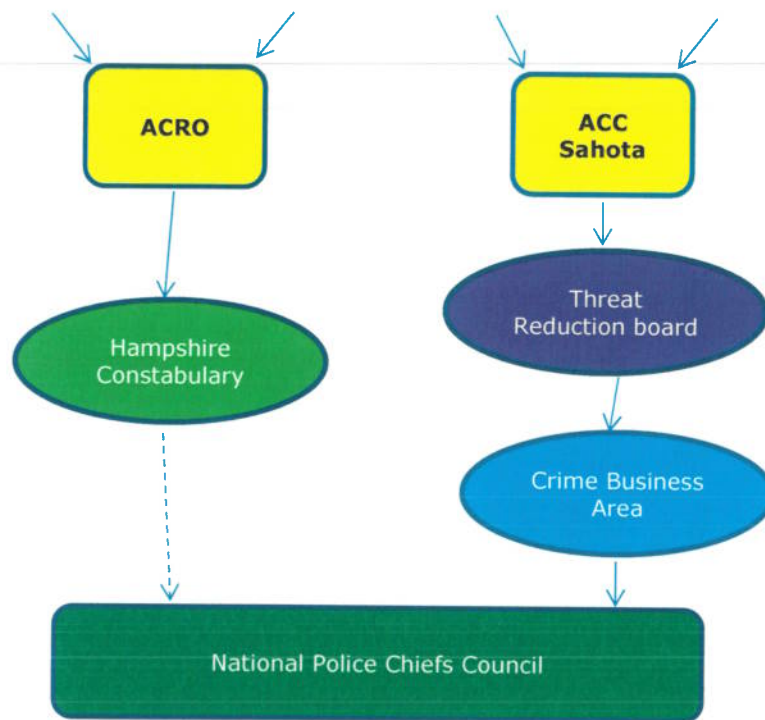 ACRO
ACC
Sahota
Threat
Reduction board
Hampshire
Constabulary
Crime Business
Area
National Police Chiefs Council